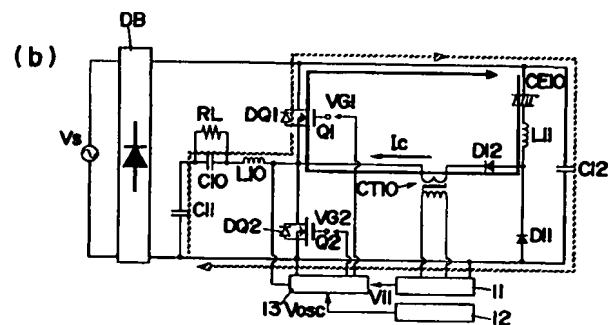 (b)
DB
CE10
DQ1
VG1
Q1
RL
Vs
Ic
L11
D12
C12
C10
L10
CT10
C11
DQ2
VG2
Q2
D11
V11
11
13
Vosc
12